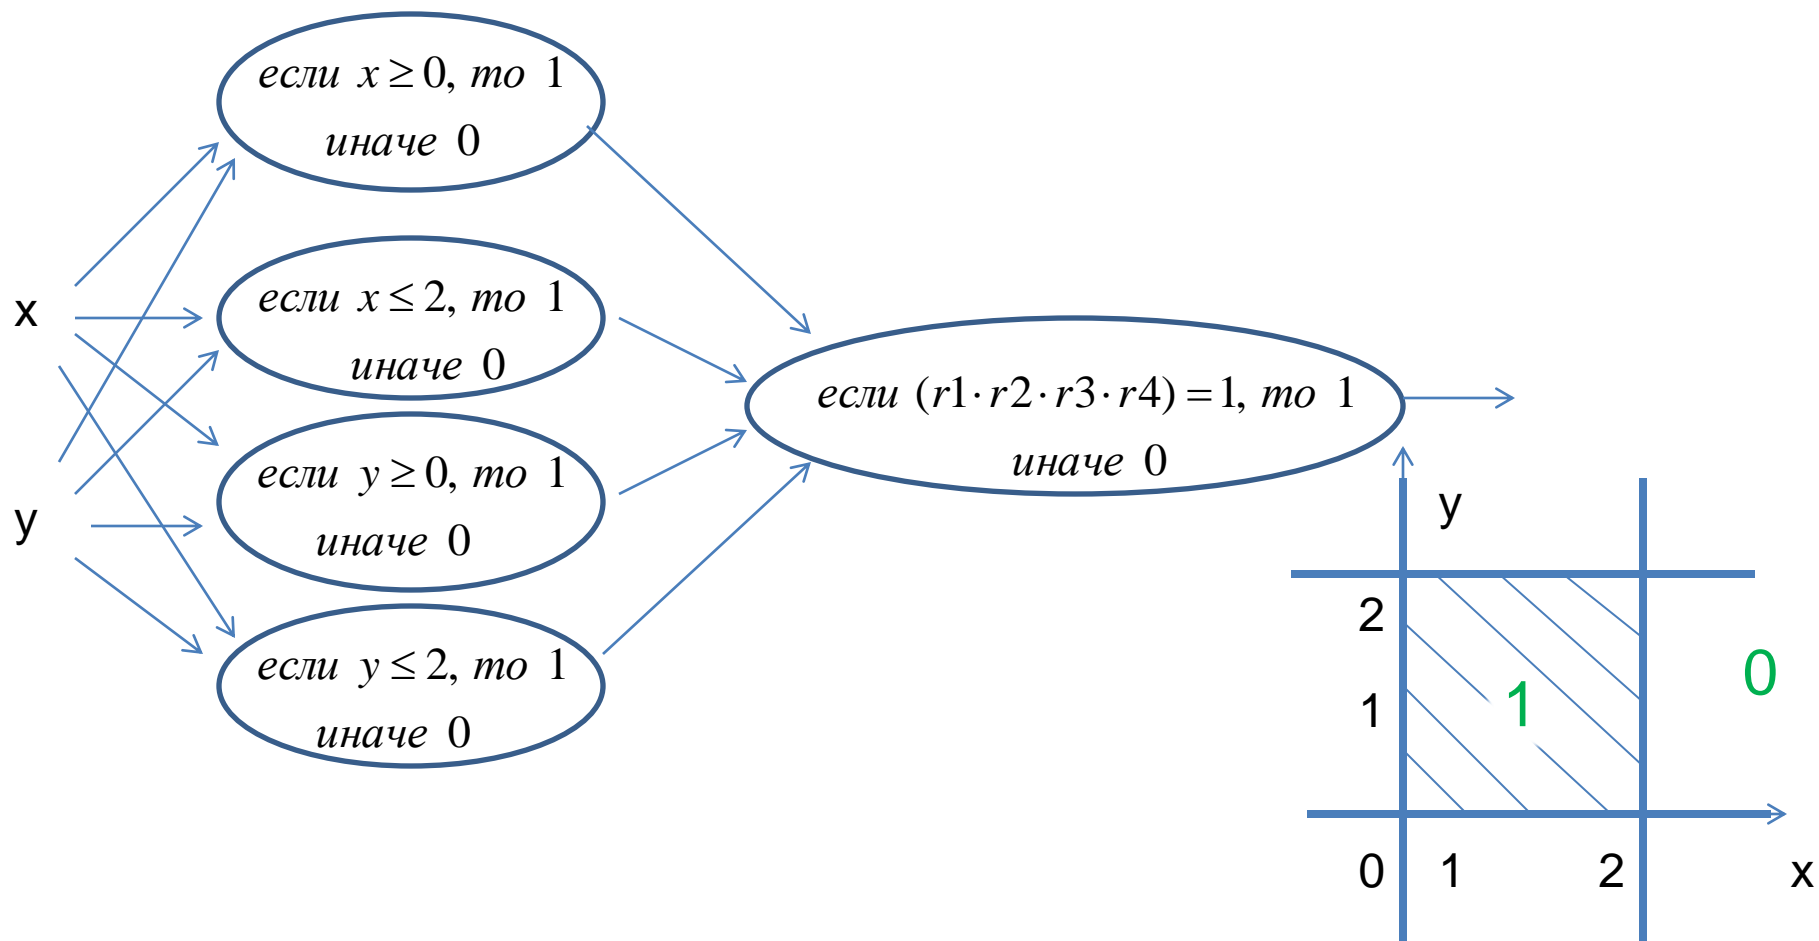 если x ≥ 0, то 1
иначе 0
x
если x ≤ 2, то 1
иначе 0
y
если y ≥ 0, то 1
иначе 0
если y ≤ 2, то 1
иначе 0
если (r1·r2·r3·r4) = 1, то 1
иначе 0
y
2
1
1
0
0
1
2
x